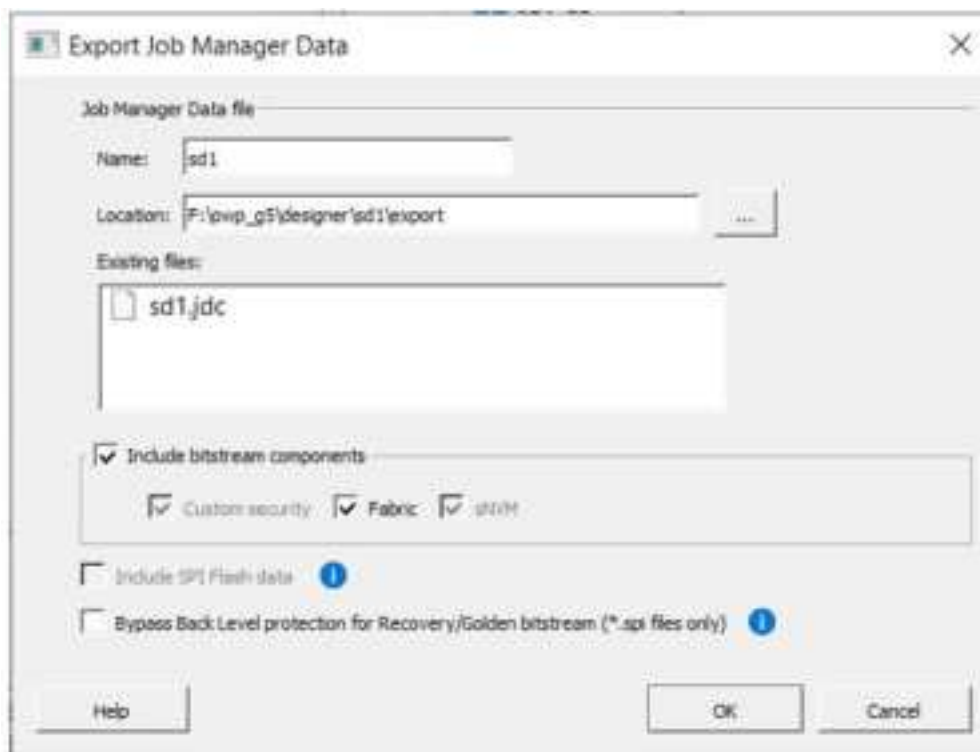 Export Job Manager Data
Job Manager Data file
Name: sd1
Location: F:\pwp_g5\designer\sd1\export ...
Existing files:
sd1.jdc
Include bitstream components
Custom security Fabric sNVM
Include SPI Flash data i
Bypass Back Level protection for Recovery/Golden bitstream (*.spi files only) i
Help OK Cancel